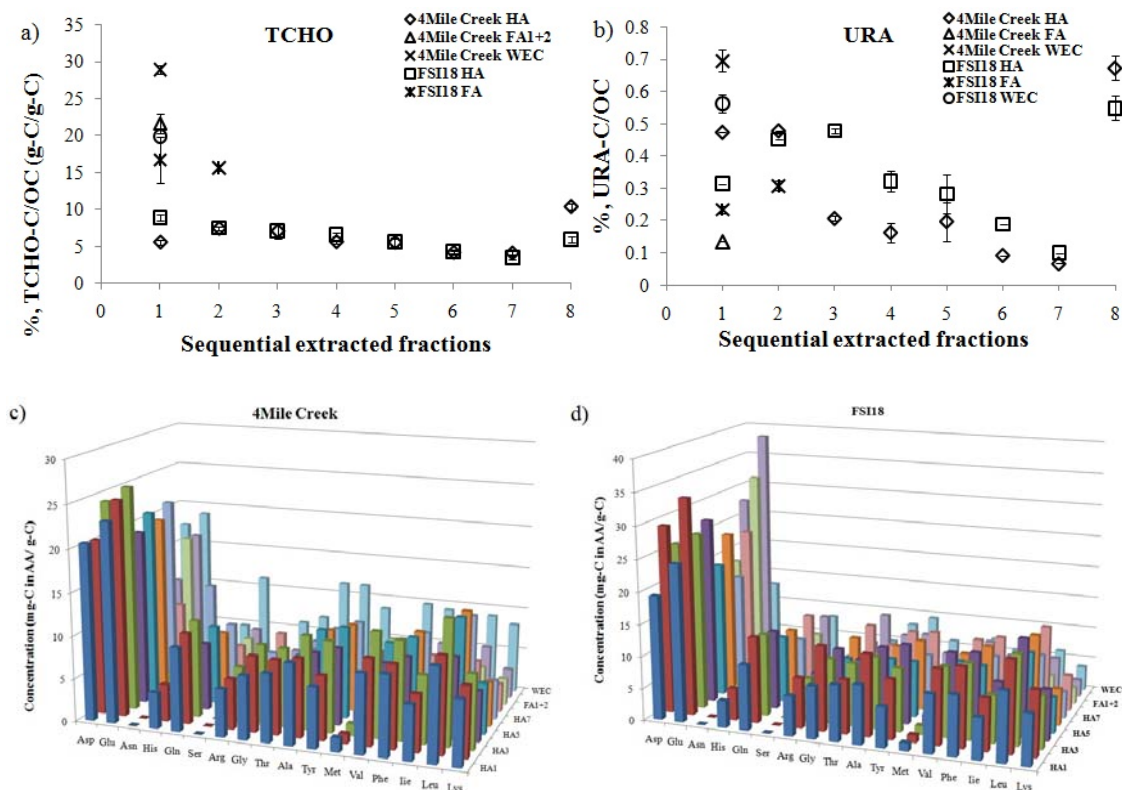 a)
TCHO
4Mile Creek HA
4Mile Creek FA1+2
4Mile Creek WEC
FSI18 HA
FSI18 FA
%, TCHO-C/OC (g-C/g-C)
35
30
25
20
15
10
5
0
0 1 2 3 4 5 6 7 8
Sequential extracted fractions
b)
URA
4Mile Creek HA
4Mile Creek FA
4Mile Creek WEC
FSI18 HA
FSI18 FA
FSI18 WEC
%, URA-C/OC
0.8
0.7
0.6
0.5
0.4
0.3
0.2
0.1
0
0 1 2 3 4 5 6 7 8
Sequential extracted fractions
c)
4Mile Creek
Concentration (mg-C in AA/ g-C)
30
25
20
15
10
5
0
Asp Glu Asn His Gln Ser Arg Gly Thr Ala Tyr Met Val Phe Iie Leu Lys
WEC
FA1+2
HA7
HA5
HA3
HA1
d)
FSI18
Concentration (mg-C in AA/ g-C)
40
35
30
25
20
15
10
5
0
Asp Glu Asn His Gln Ser Arg Gly Thr Ala Tyr Met Val Phe Iie Leu Lys
WEC
FA1+2
HA7
HA5
HA3
HA1